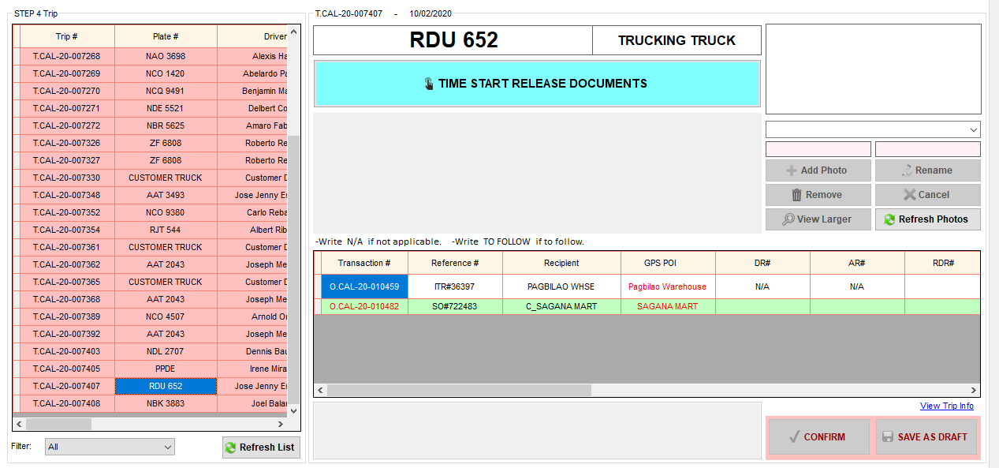 STEP 4 Trip
Trip # Plate # Driver
T.CAL-20-007268 NAO 3698 Alexis Ha
T.CAL-20-007269 NCO 1420 Abelardo Pa
T.CAL-20-007270 NCQ 9491 Benjamin Ma
T.CAL-20-007271 NDE 5521 Delbert Co
T.CAL-20-007272 NBR 5625 Amaro Fab
T.CAL-20-007326 ZF 6808 Roberto Re
T.CAL-20-007327 ZF 6808 Roberto Re
T.CAL-20-007330 CUSTOMER TRUCK Customer D
T.CAL-20-007348 AAT 3493 Jose Jenny Es
T.CAL-20-007352 NCO 9380 Carlo Reba
T.CAL-20-007354 RJT 544 Albert Rib
T.CAL-20-007361 CUSTOMER TRUCK Customer D
T.CAL-20-007362 AAT 2043 Joseph Me
T.CAL-20-007365 CUSTOMER TRUCK Customer D
T.CAL-20-007368 AAT 2043 Joseph Me
T.CAL-20-007389 NCO 4507 Arnold Or
T.CAL-20-007392 AAT 2043 Joseph Me
T.CAL-20-007403 NDL 2707 Dennis Bau
T.CAL-20-007405 PPDE Irene Mira
T.CAL-20-007407 RDU 652 Jose Jenny Es
T.CAL-20-007408 NBK 3883 Joel Balar
Filter: All Refresh List
T.CAL-20-007407 - 10/02/2020
RDU 652 TRUCKING TRUCK
TIME START RELEASE DOCUMENTS
Add Photo Rename
Remove Cancel
View Larger Refresh Photos
-Write N/A if not applicable. -Write TO FOLLOW if to follow.
Transaction # Reference # Recipient GPS POI DR# AR# RDR#
O.CAL-20-010459 ITR#36397 PAGBILAO WHSE Pagbilao Warehouse N/A N/A
O.CAL-20-010482 SO#722483 C_SAGANA MART SAGANA MART
View Trip Info
CONFIRM SAVE AS DRAFT